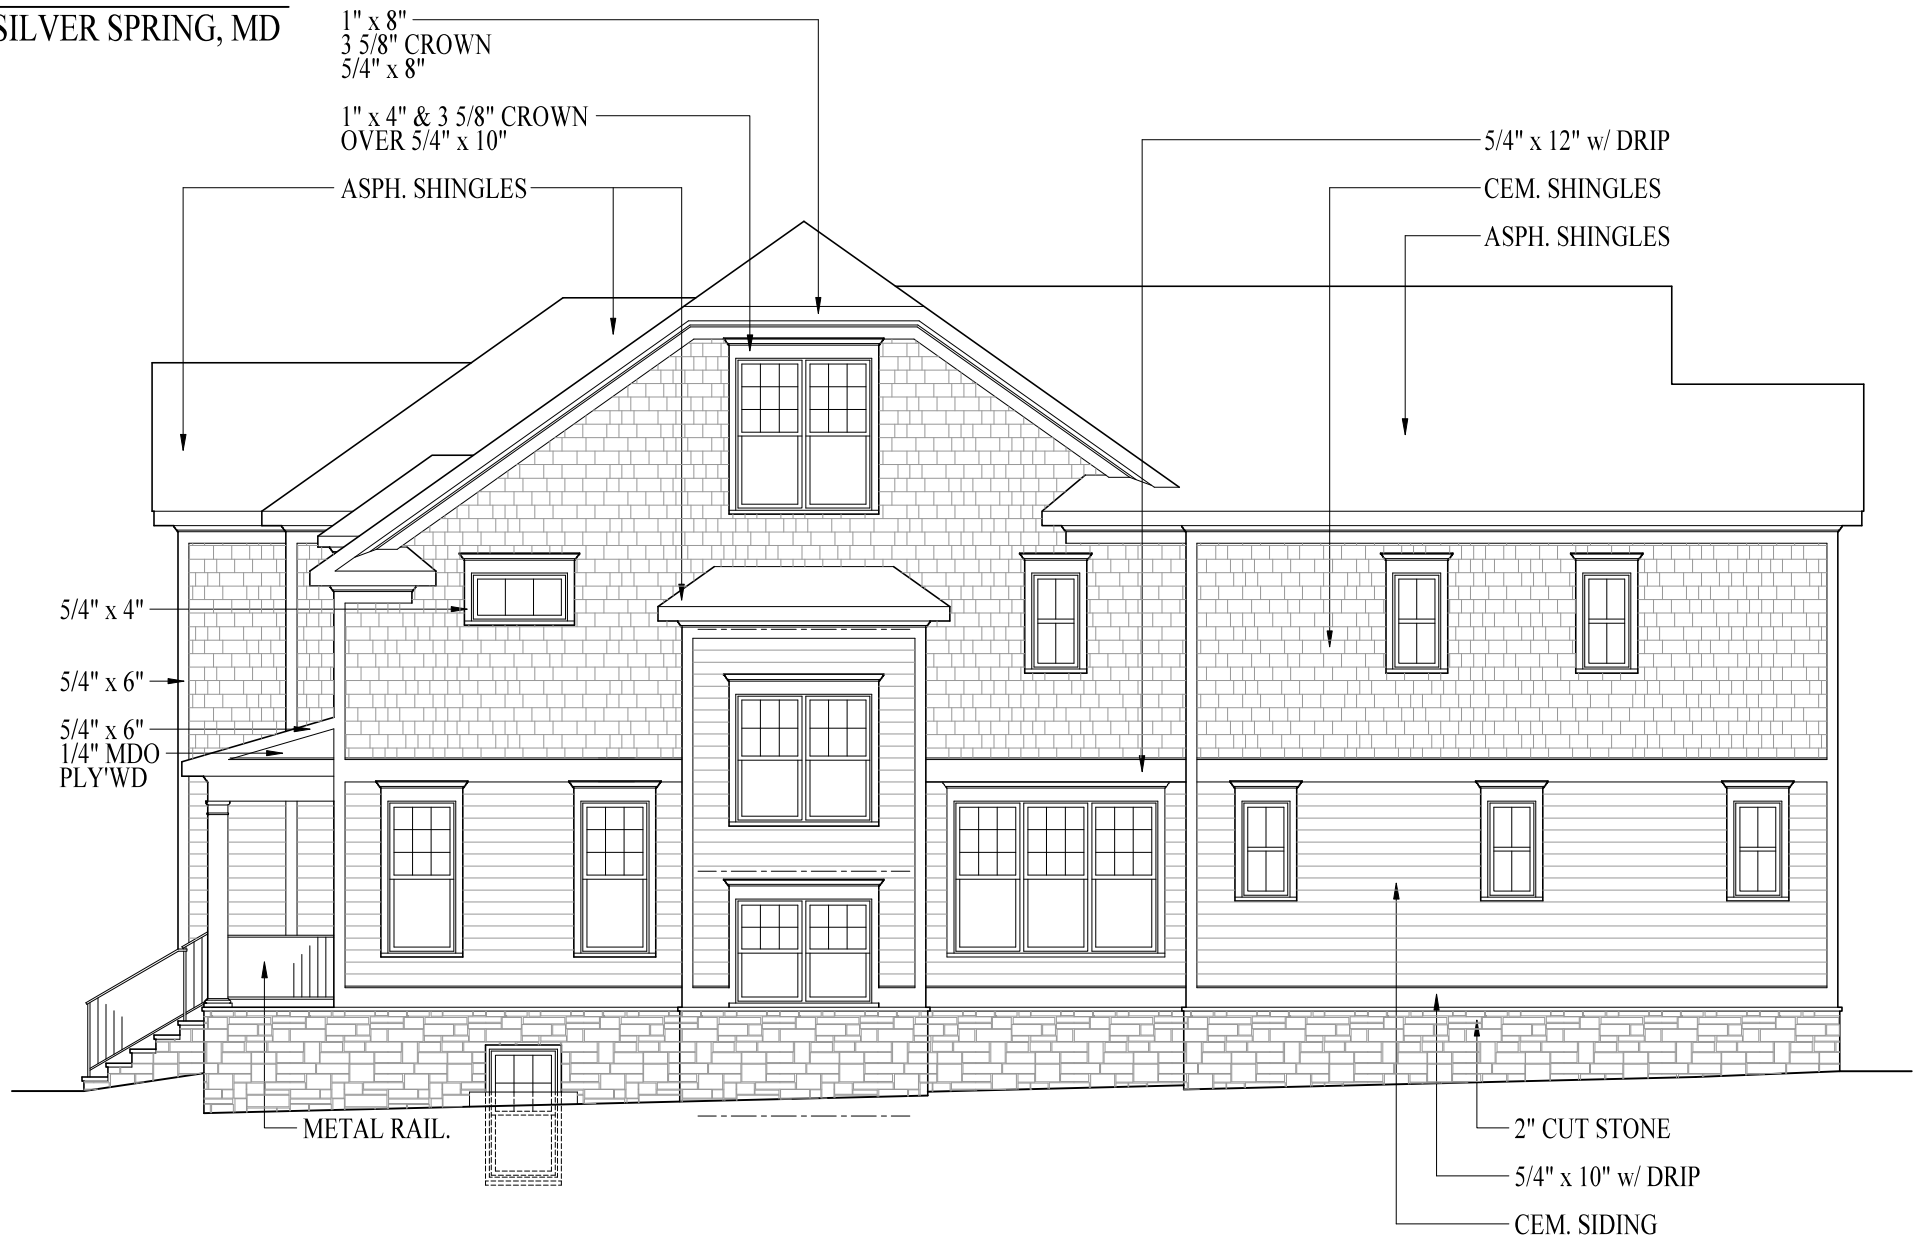 SILVER SPRING, MD
1" x 8"
3 5/8" CROWN
5/4" x 8"
1" x 4" & 3 5/8" CROWN
OVER 5/4" x 10"
ASPH. SHINGLES
5/4" x 12" w/ DRIP
CEM. SHINGLES
ASPH. SHINGLES
5/4" x 4"
5/4" x 6"
5/4" x 6"
1/4" MDO
PLY'WD
METAL RAIL.
2" CUT STONE
5/4" x 10" w/ DRIP
CEM. SIDING